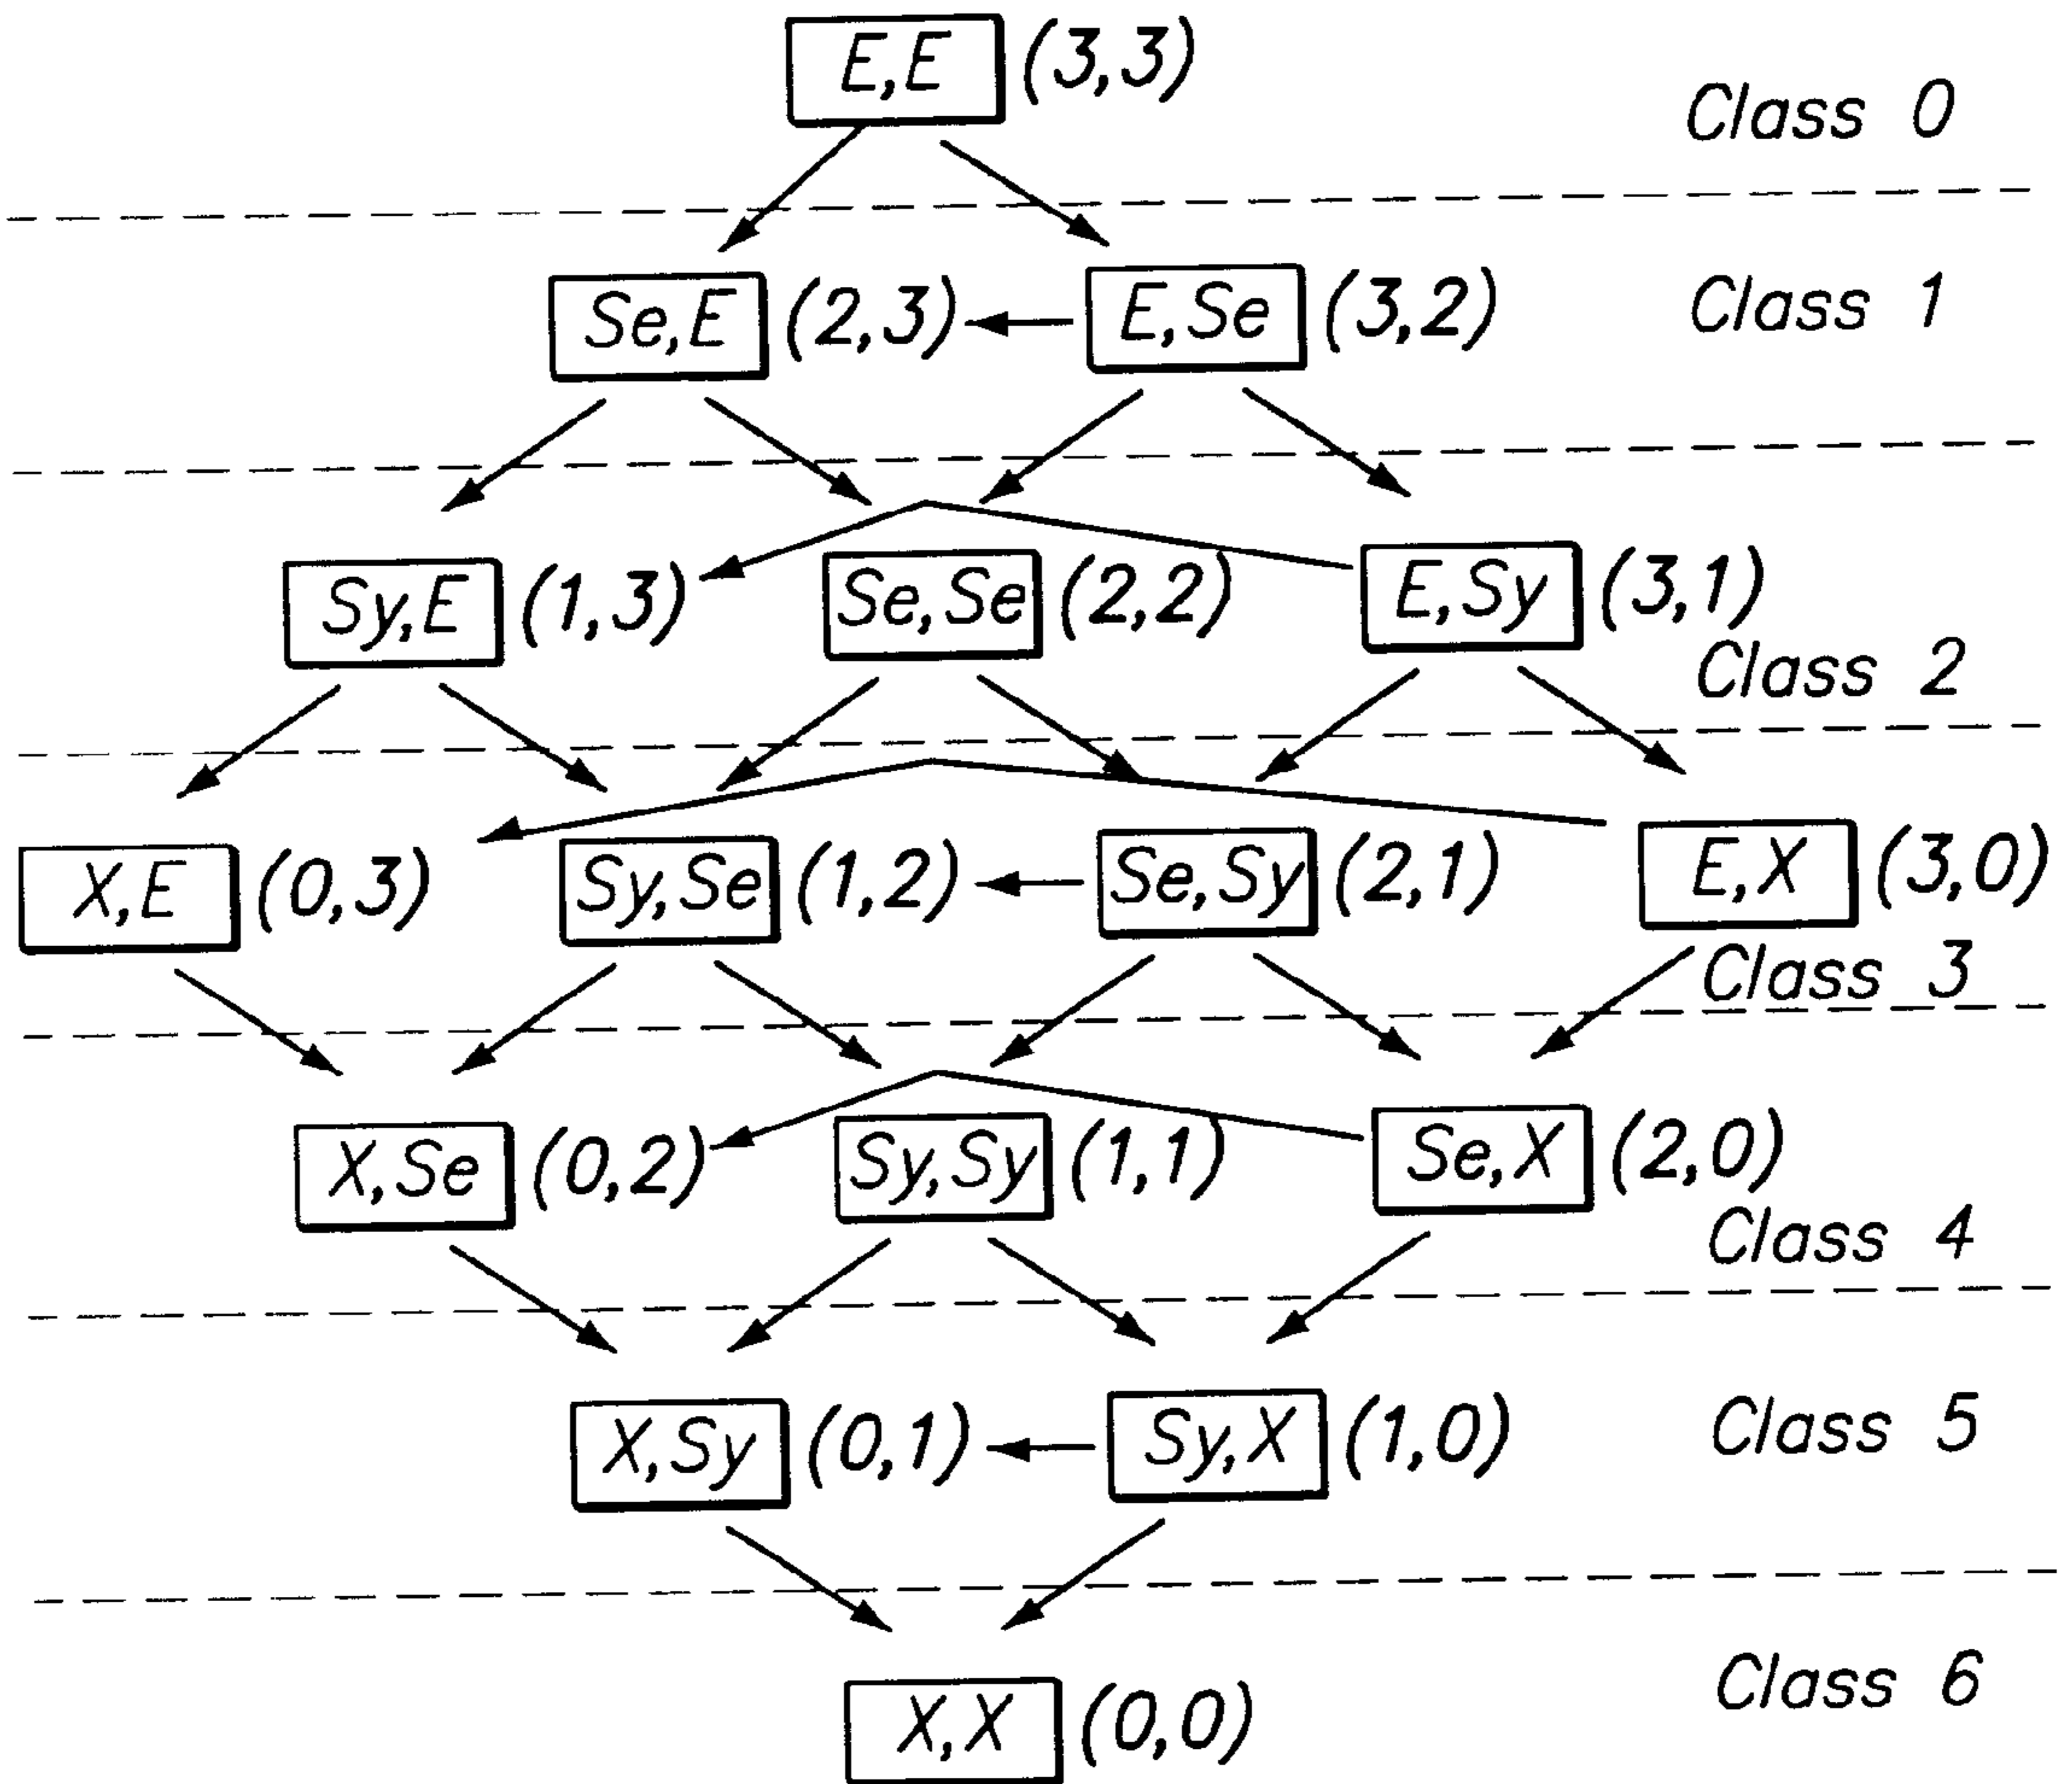 E,E (3,3)
Class 0
Se,E (2,3) E,Se (3,2) Class 1
Sy,E (1,3) Se,Se (2,2) E,Sy (3,1)
Class 2
X,E (0,3) Sy,Se (1,2) Se,Sy (2,1) E,X (3,0)
Class 3
X,Se (0,2) Sy,Sy (1,1) Se,X (2,0)
Class 4
X,Sy (0,1) Sy,X (1,0) Class 5
Class 6
X,X (0,0)